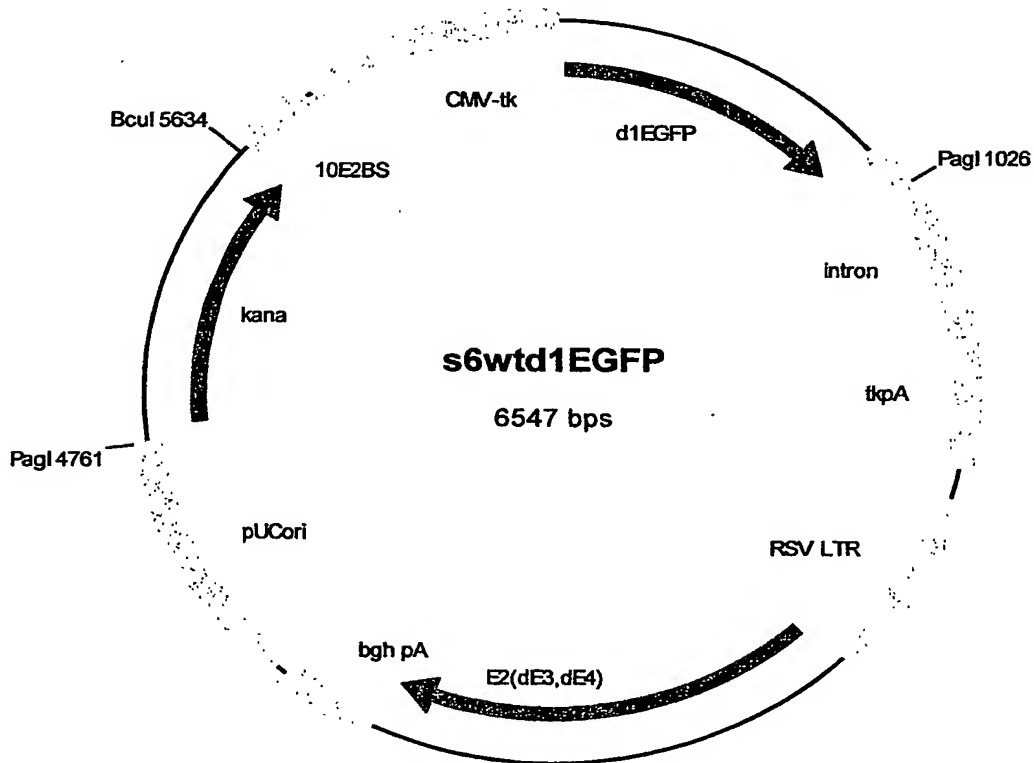 CMV-tk
d1EGFP
BcuI 5634
PagI 1026
10E2BS
intron
kana
s6wtd1EGFP
6547 bps
tkpA
PagI 4761
pUCori
RSV LTR
bgh pA
E2(dE3,dE4)